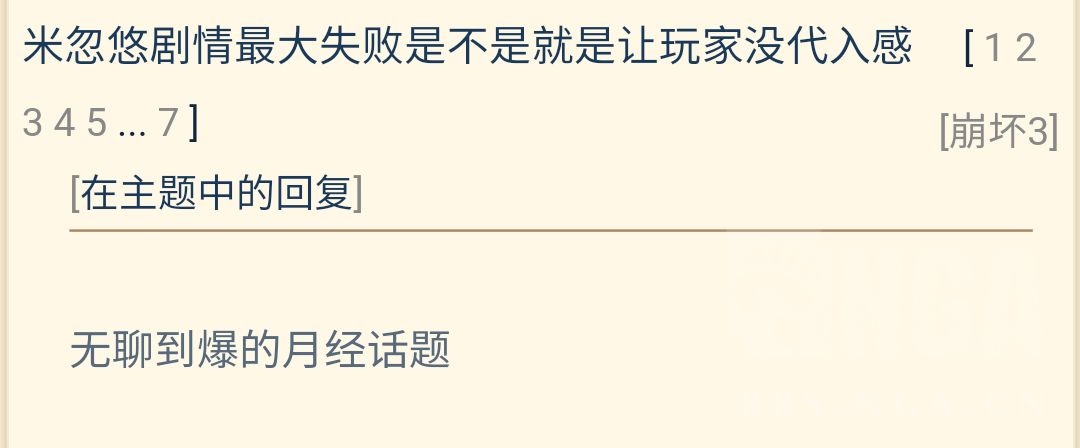 米忽悠剧情最大失败是不是就是让玩家没代入感 [ 1 2
3 4 5 ... 7 ]
[崩坏3]
[在主题中的回复]
无聊到爆的月经话题